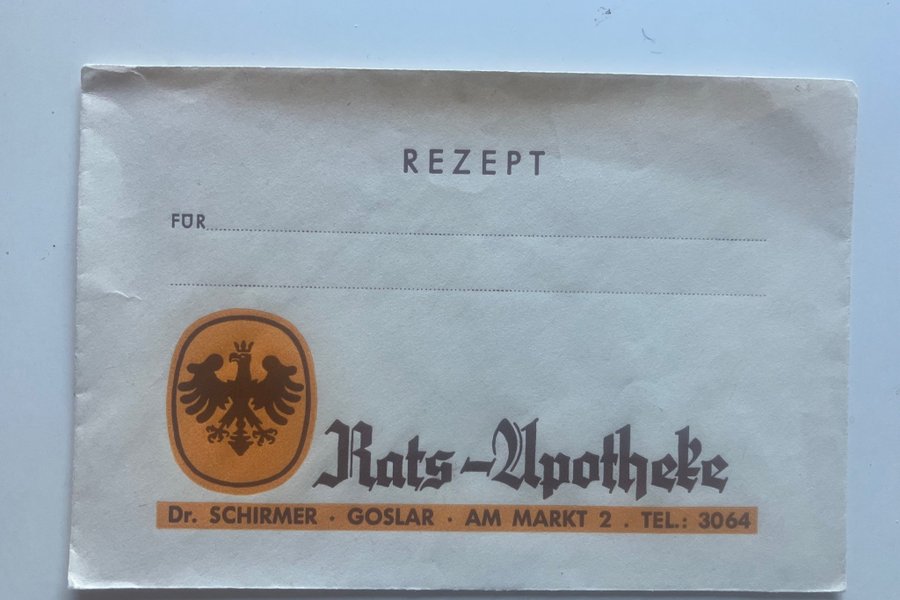 REZEPT
FÜR
Rats-Apotheke
Dr. SCHIRMER · GOSLAR · AM MARKT 2 . TEL.: 3064